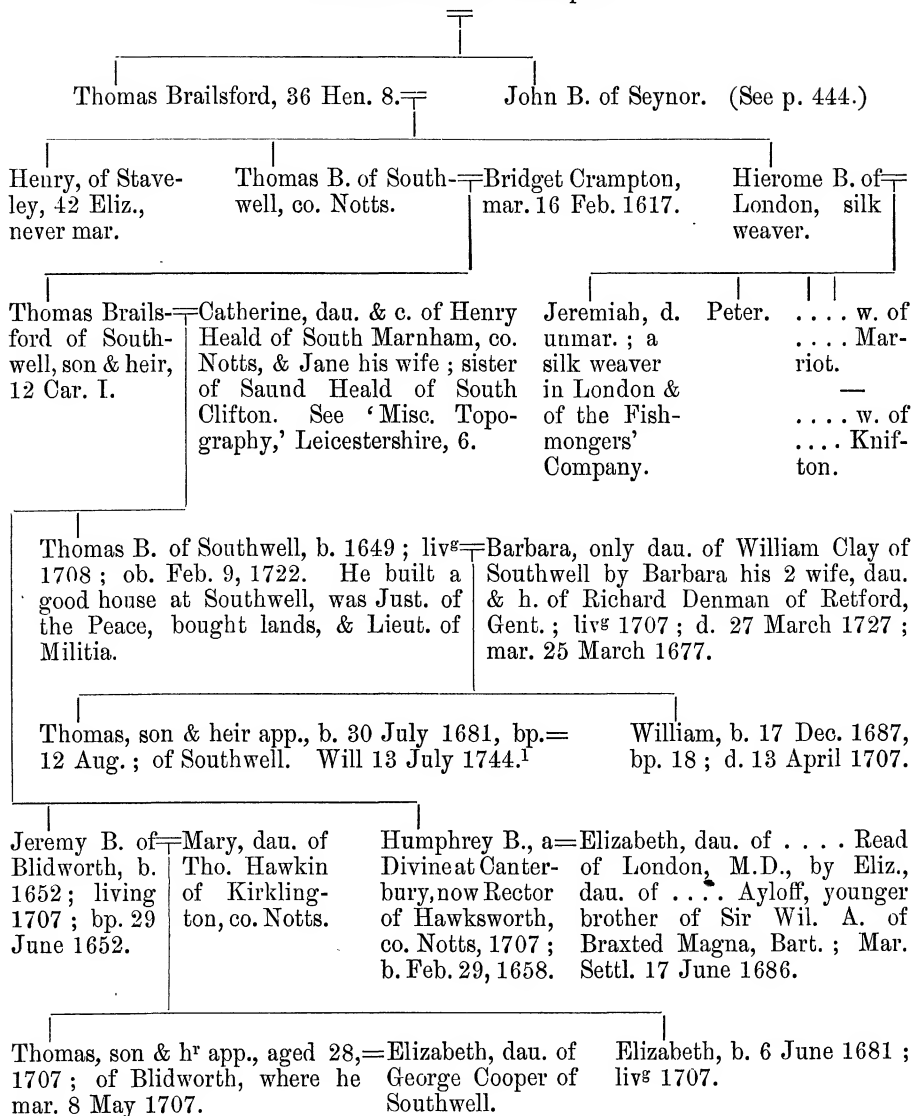 Thomas Brailsford, 36 Hen. 8.
John B. of Seynor. (See p. 444.)
Henry, of Stave-
ley, 42 Eliz.,
never mar.
Thomas B. of South-
well, co. Notts.
Bridget Crampton,
mar. 16 Feb. 1617.
Hierome B. of
London, silk
weaver.
Thomas Brails-
ford of South-
well, son & heir,
12 Car. I.
Catherine, dau. & c. of Henry
Heald of South Marnham, co.
Notts, & Jane his wife ; sister
of Saund Heald of South
Clifton. See ‘Misc. Topo-
graphy,’ Leicestershire, 6.
Jeremiah, d.
unmar. ; a
silk weaver
in London &
of the Fish-
mongers’
Company.
Peter.
. . . . w. of
. . . . Mar-
riot.
—
. . . . w. of
. . . . Knif-
ton.
Thomas B. of Southwell, b. 1649 ; livg
1708 ; ob. Feb. 9, 1722. He built a
good house at Southwell, was Just. of
the Peace, bought lands, & Lieut. of
Militia.
Barbara, only dau. of William Clay of
Southwell by Barbara his 2 wife, dau.
& h. of Richard Denman of Retford,
Gent. ; livg 1707 ; d. 27 March 1727 ;
mar. 25 March 1677.
Thomas, son & heir app., b. 30 July 1681, bp.=
12 Aug. ; of Southwell. Will 13 July 1744.1
William, b. 17 Dec. 1687,
bp. 18 ; d. 13 April 1707.
Jeremy B. of
Blidworth, b.
1652 ; living
1707 ; bp. 29
June 1652.
Mary, dau. of
Tho. Hawkin
of Kirkling-
ton, co. Notts.
Humphrey B., a=
Divine at Canter-
bury, now Rector
of Hawksworth,
co. Notts, 1707 ;
b. Feb. 29, 1658.
Elizabeth, dau. of . . . . Read
of London, M.D., by Eliz.,
dau. of . . . . Ayloff, younger
brother of Sir Wil. A. of
Braxted Magna, Bart. ; Mar.
Settl. 17 June 1686.
Thomas, son & hr app., aged 28,=
1707 ; of Blidworth, where he
mar. 8 May 1707.
Elizabeth, dau. of
George Cooper of
Southwell.
Elizabeth, b. 6 June 1681 ;
livg 1707.